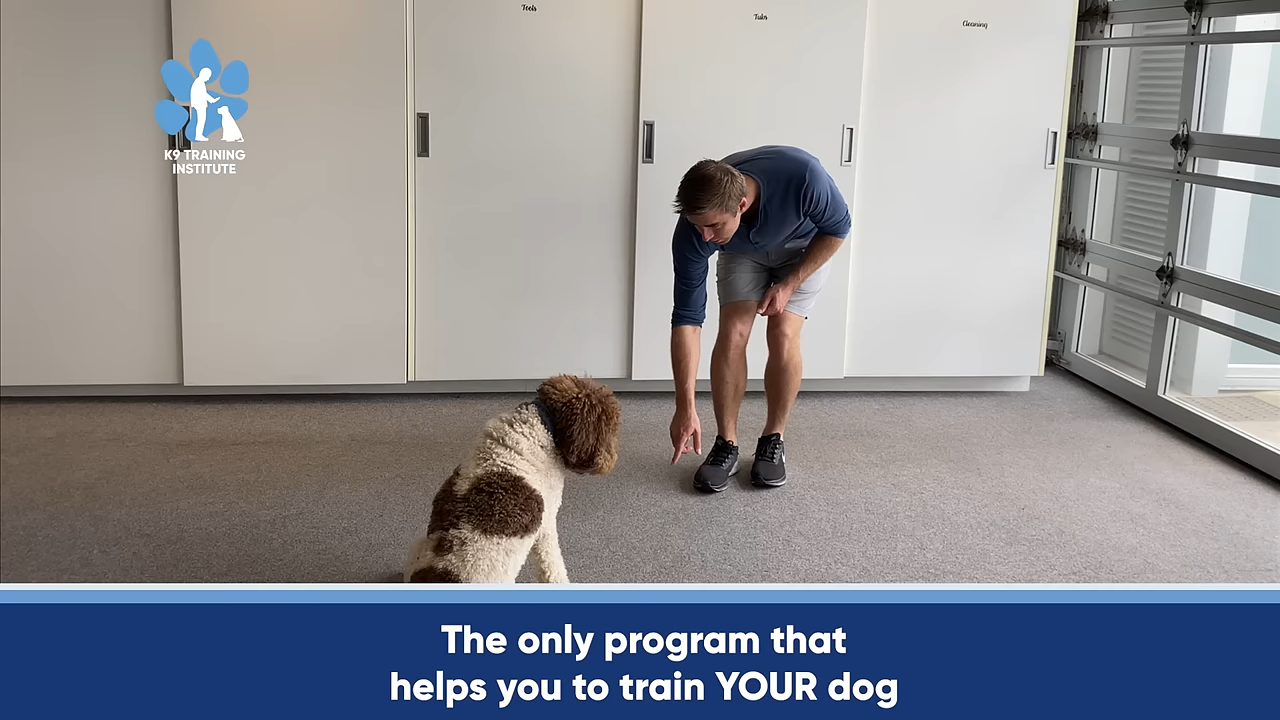 Tools
Tubs
Cleaning
K9 TRAINING
INSTITUTE
The only program that
helps you to train YOUR dog